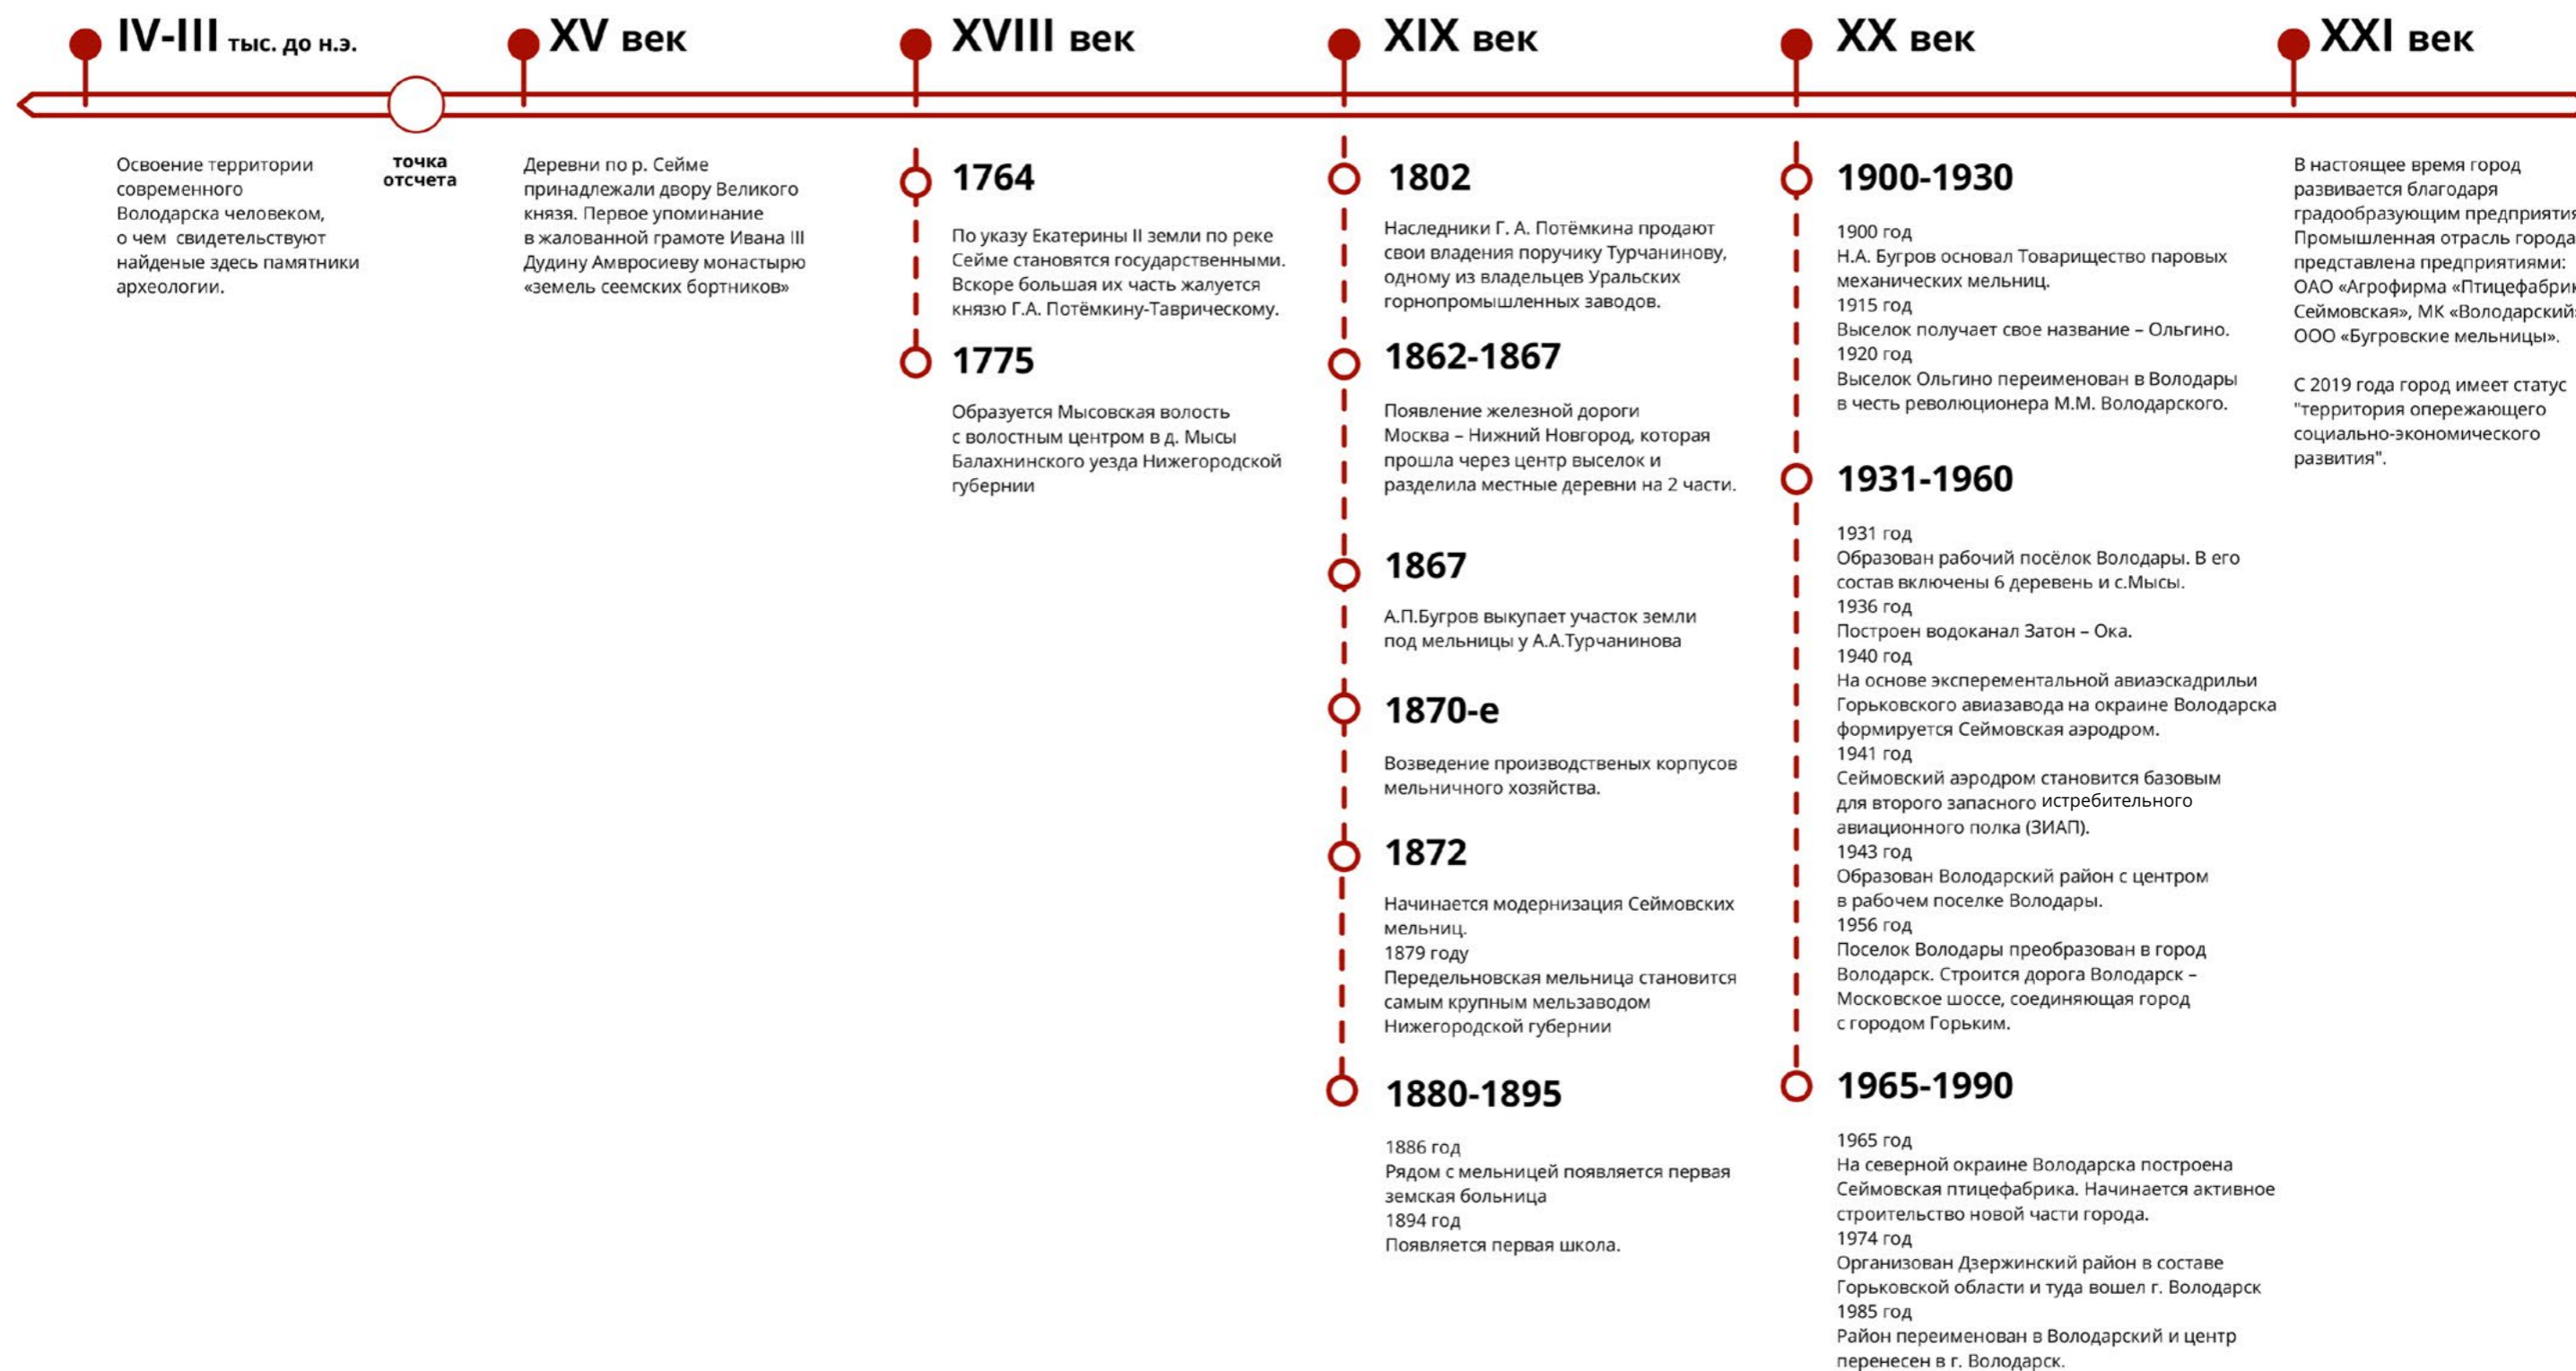 IV-III тыс. до н.э.
Освоение территории
современного
Володарска человеком,
о чем свидетельствуют
найденые здесь памятники
археологии.
точка
отсчета
XV век
Деревни по р. Сейме
принадлежали двору Великого
князя. Первое упоминание
в жалованной грамоте Ивана III
Дудину Амвросиеву монастырю
«земель сеемских бортников»
XVIII век
1764
По указу Екатерины II земли по реке
Сейме становятся государственными.
Вскоре большая их часть жалуется
князю Г.А. Потёмкину-Таврическому.
1775
Образуется Мысовская волость
с волостным центром в д. Мысы
Балахнинского уезда Нижегородской
губернии
XIX век
1802
Наследники Г. А. Потёмкина продают
свои владения поручику Турчанинову,
одному из владельцев Уральских
горнопромышленных заводов.
1862-1867
Появление железной дороги
Москва – Нижний Новгород, которая
прошла через центр выселок и
разделила местные деревни на 2 части.
1867
А.П.Бугров выкупает участок земли
под мельницы у А.А.Турчанинова
1870-е
Возведение производственых корпусов
мельничного хозяйства.
1872
Начинается модернизация Сеймовских
мельниц.
1879 году
Передельновская мельница становится
самым крупным мельзаводом
Нижегородской губернии
1880-1895
1886 год
Рядом с мельницей появляется первая
земская больница
1894 год
Появляется первая школа.
XX век
1900-1930
1900 год
Н.А. Бугров основал Товарищество паровых
механических мельниц.
1915 год
Выселок получает свое название – Ольгино.
1920 год
Выселок Ольгино переименован в Володары
в честь революционера М.М. Володарского.
1931-1960
1931 год
Образован рабочий посёлок Володары. В его
состав включены 6 деревень и с.Мысы.
1936 год
Построен водоканал Затон – Ока.
1940 год
На основе эксперементальной авиаэскадрильи
Горьковского авиазавода на окраине Володарска
формируется Сеймовская аэродром.
1941 год
Сеймовский аэродром становится базовым
для второго запасного истребительного
авиационного полка (ЗИАП).
1943 год
Образован Володарский район с центром
в рабочем поселке Володары.
1956 год
Поселок Володары преобразован в город
Володарск. Строится дорога Володарск –
Московское шоссе, соединяющая город
с городом Горьким.
1965-1990
1965 год
На северной окраине Володарска построена
Сеймовская птицефабрика. Начинается активное
строительство новой части города.
1974 год
Организован Дзержинский район в составе
Горьковской области и туда вошел г. Володарск
1985 год
Район переименован в Володарский и центр
перенесен в г. Володарск.
XXI век
В настоящее время город
развивается благодаря
градообразующим
Промышленная отрасль города
представлена предприятиями:
ОАО «Агрофирма
Сеймовская», МК «Володарский»
ООО «Бугровские мельницы».
С 2019 года город имеет статус
"территория опережающего
социально-экономического
развития".